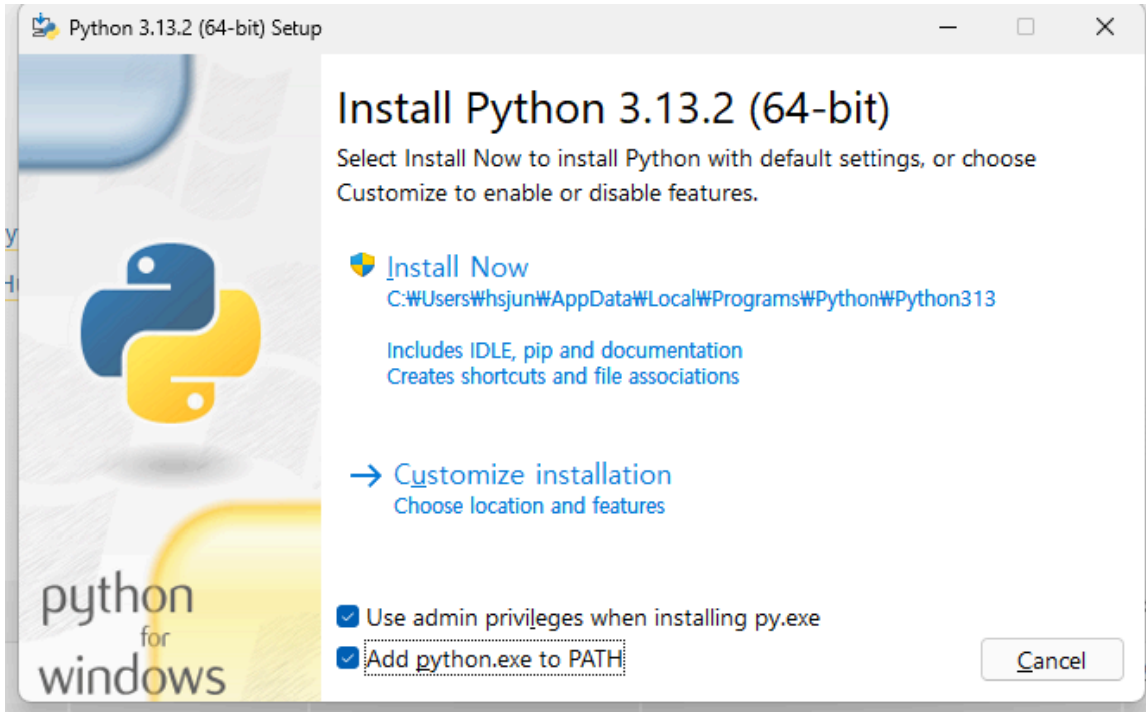 Python 3.13.2 (64-bit) Setup
Install Python 3.13.2 (64-bit)
Select Install Now to install Python with default settings, or choose
Customize to enable or disable features.
Install Now
C:₩Users₩hsjun₩AppData₩Local₩Programs₩Python₩Python313
Includes IDLE, pip and documentation
Creates shortcuts and file associations
Customize installation
Choose location and features
python
for
windows
Use admin privileges when installing py.exe
Add python.exe to PATH
Cancel